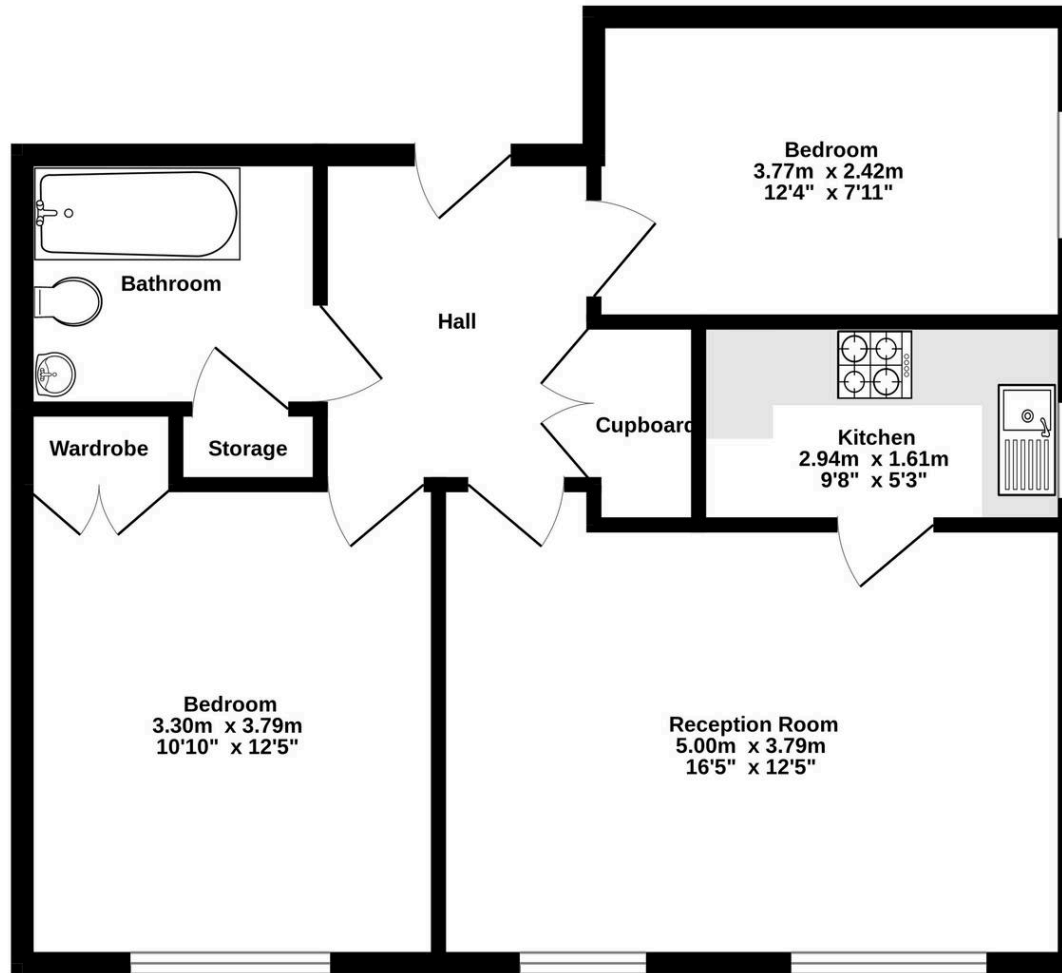 Bedroom
3.77m x 2.42m
12'4" x 7'11"
Bathroom
Hall
Wardrobe
Storage
Cupboard
Kitchen
2.94m x 1.61m
9'8" x 5'3"
Bedroom
3.30m x 3.79m
10'10" x 12'5"
Reception Room
5.00m x 3.79m
16'5" x 12'5"